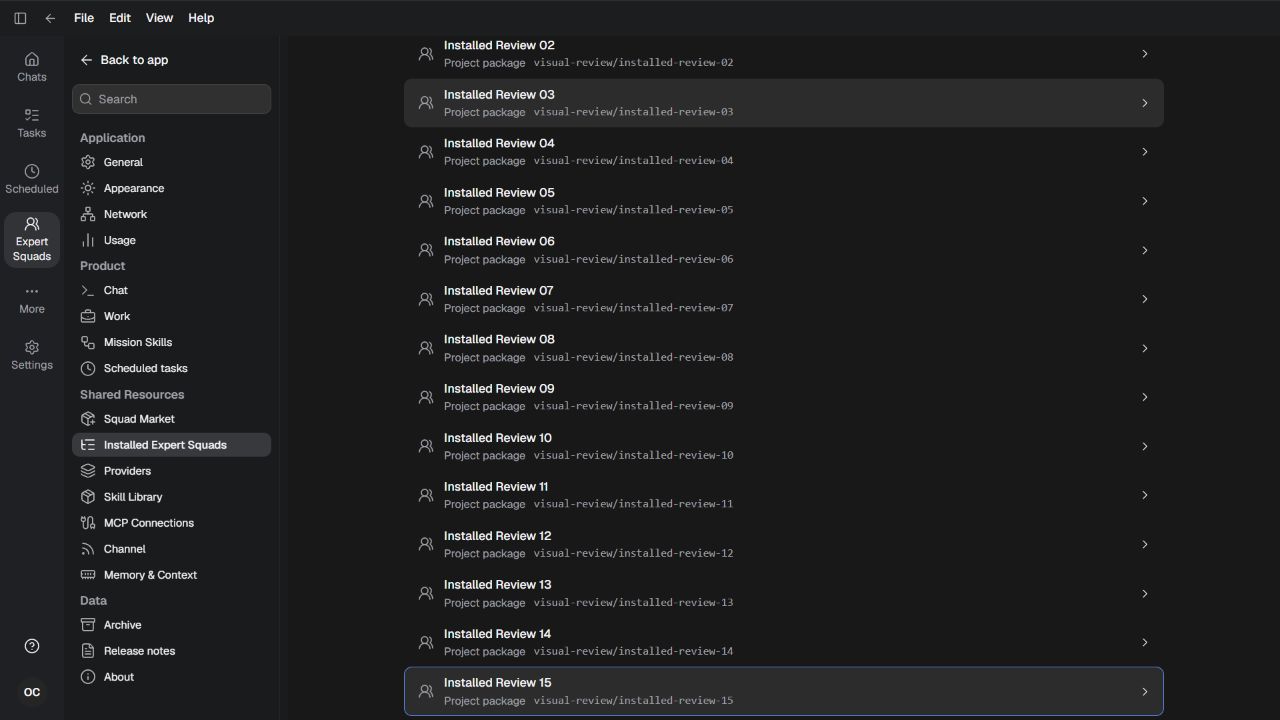 File Edit View Help
Chats
Tasks
Scheduled
Expert
Squads
More
Settings
OC
Back to app
Search
Application
General
Appearance
Network
Usage
Product
Chat
Work
Mission Skills
Scheduled tasks
Shared Resources
Squad Market
Installed Expert Squads
Providers
Skill Library
MCP Connections
Channel
Memory & Context
Data
Archive
Release notes
About
Installed Review 02
Project package visual-review/installed-review-02
Installed Review 03
Project package visual-review/installed-review-03
Installed Review 04
Project package visual-review/installed-review-04
Installed Review 05
Project package visual-review/installed-review-05
Installed Review 06
Project package visual-review/installed-review-06
Installed Review 07
Project package visual-review/installed-review-07
Installed Review 08
Project package visual-review/installed-review-08
Installed Review 09
Project package visual-review/installed-review-09
Installed Review 10
Project package visual-review/installed-review-10
Installed Review 11
Project package visual-review/installed-review-11
Installed Review 12
Project package visual-review/installed-review-12
Installed Review 13
Project package visual-review/installed-review-13
Installed Review 14
Project package visual-review/installed-review-14
Installed Review 15
Project package visual-review/installed-review-15